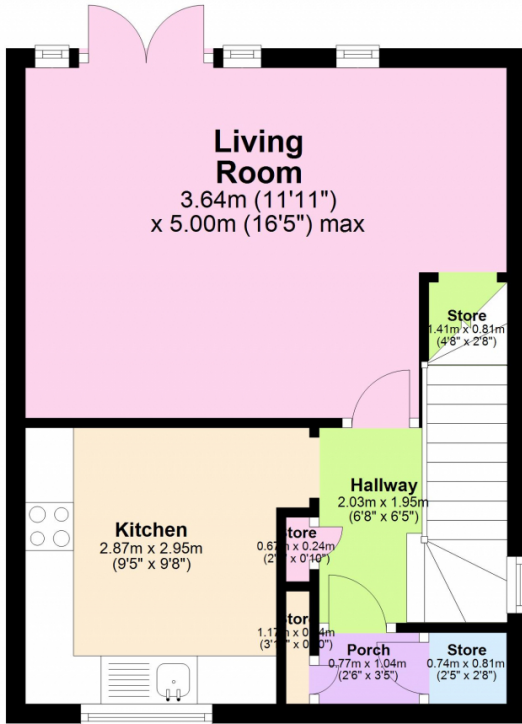 Living
Room
3.64m (11'11")
x 5.00m (16'5") max
Store
1.41m x 0.81m
(4'8" x 2'8")
Hallway
2.03m x 1.95m
(6'8" x 6'5")
Kitchen
2.87m x 2.95m
(9'5" x 9'8")
Store
x 0.24m
x 0'10")
Store
Porch
0.77m x 1.04m
(2'6" x 3'5")
Store
0.74m x 0.81m
(2'5" x 2'8")